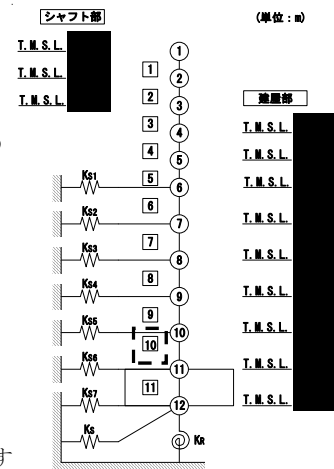 シャフト部
(単位：m)
T.M.S.L.
T.M.S.L.
T.M.S.L.
建屋部
T.M.S.L.
T.M.S.L.
T.M.S.L.
T.M.S.L.
T.M.S.L.
T.M.S.L.
T.M.S.L.
T.M.S.L.
T.M.S.L.
1
1
2
2
3
3
4
4
5
5
6
6
7
7
8
8
9
9
10
10
11
11
12
KS1
KS2
KS3
KS4
KS5
KS6
KS7
KS
KR
す